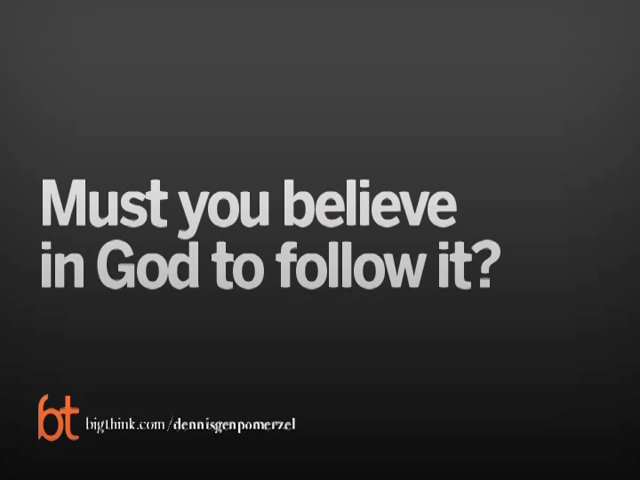 Must you believe
in God to follow it?
bt bigthink.com/dennisgenpomerzel